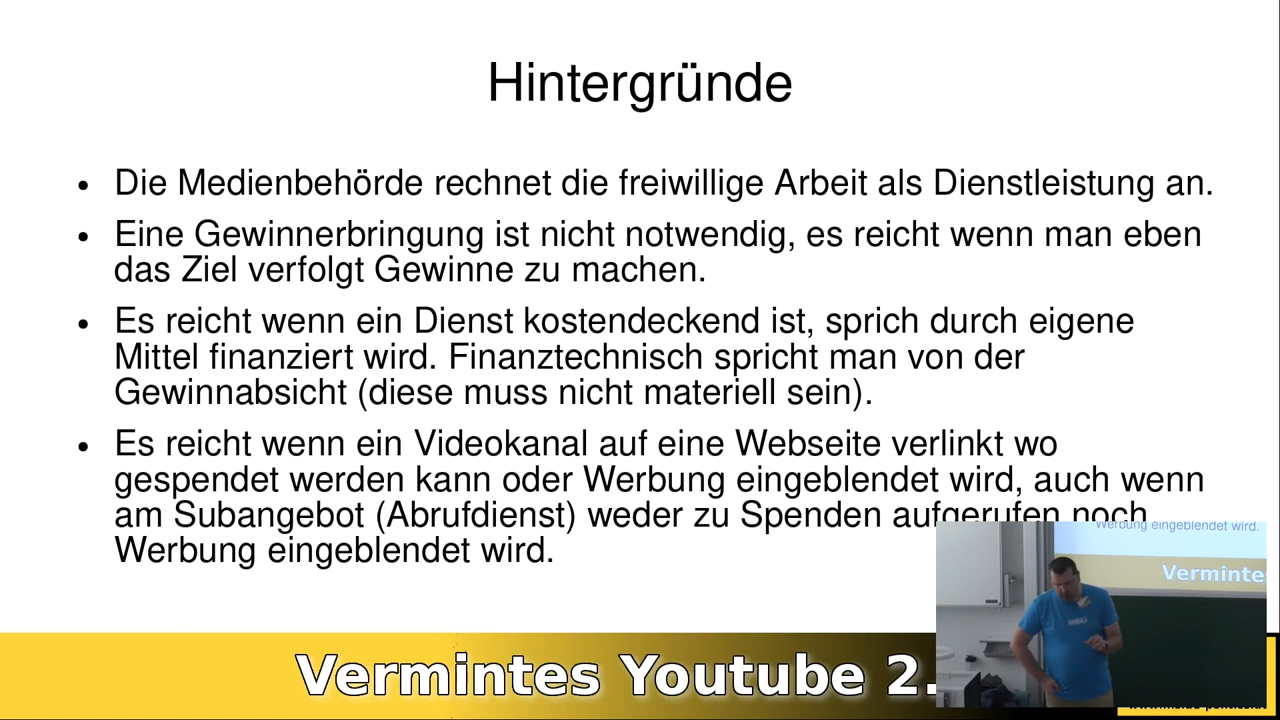 Hintergründe
• Die Medienbehörde rechnet die freiwillige Arbeit als Dienstleistung an.
• Eine Gewinnerbringung ist nicht notwendig, es reicht wenn man eben
das Ziel verfolgt Gewinne zu machen.
• Es reicht wenn ein Dienst kostendeckend ist, sprich durch eigene
Mittel finanziert wird. Finanztechnisch spricht man von der
Gewinnabsicht (diese muss nicht materiell sein).
• Es reicht wenn ein Videokanal auf eine Webseite verlinkt wo
gespendet werden kann oder Werbung eingeblendet wird, auch wenn
am Subangebot (Abrufdienst) weder zu Spenden aufgerufen noch
Werbung eingeblendet wird.
Werbung eingeblendet wird.
Vermintes
Vermintes Youtube 2.